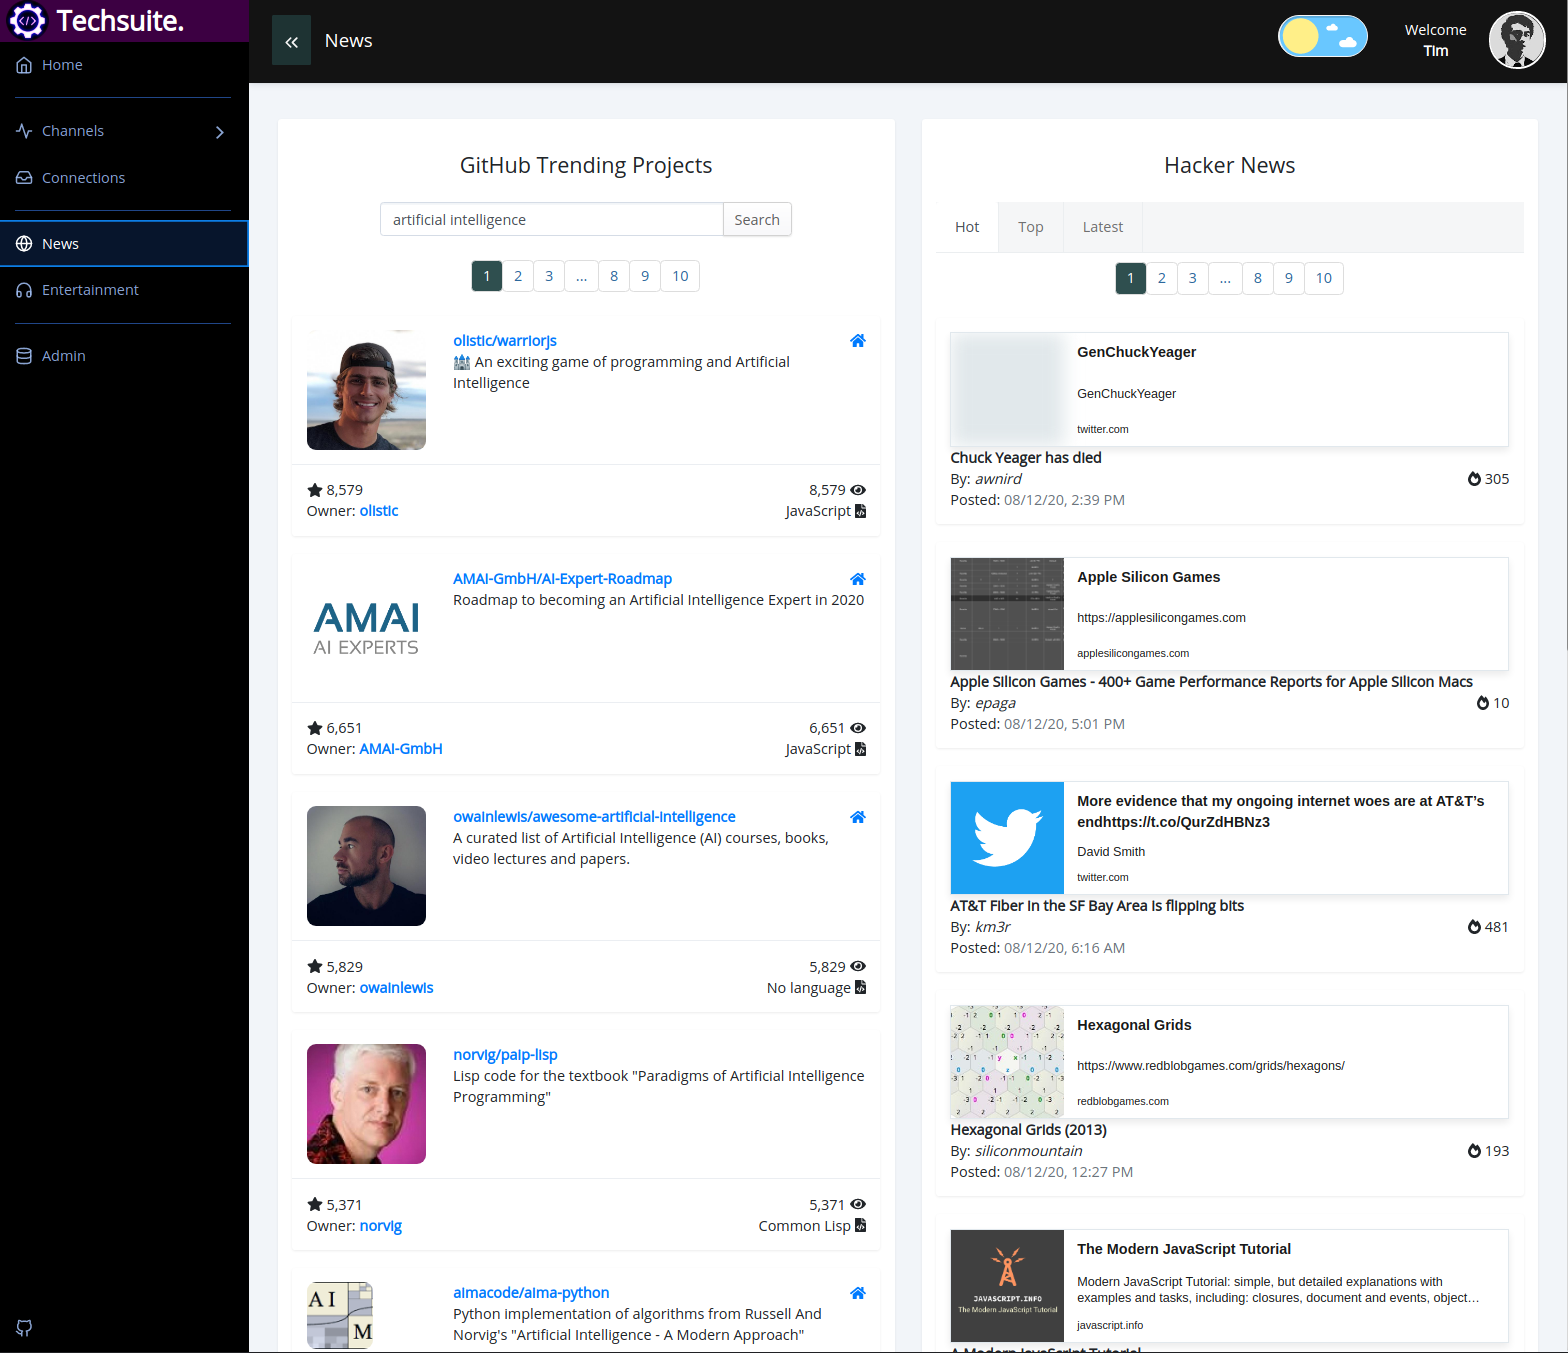 Techsuite.
Home
Channels
Connections
News
Entertainment
Admin
News
Welcome
Tim
GitHub Trending Projects
artificial intelligence
Search
1 2 3 ... 8 9 10
olistic/warriorjs
🏰 An exciting game of programming and Artificial
Intelligence
8,579
8,579
Owner: olistic
JavaScript
AMAI
AI EXPERTS
AMAI-GmbH/AI-Expert-Roadmap
Roadmap to becoming an Artificial Intelligence Expert in 2020
6,651
6,651
Owner: AMAI-GmbH
JavaScript
owainlewis/awesome-artificial-intelligence
A curated list of Artificial Intelligence (AI) courses, books,
video lectures and papers.
5,829
5,829
Owner: owainlewis
No language
norvig/paip-lisp
Lisp code for the textbook "Paradigms of Artificial Intelligence
Programming"
5,371
5,371
Owner: norvig
Common Lisp
AI
M
aimacode/aima-python
Python implementation of algorithms from Russell And
Norvig's "Artificial Intelligence - A Modern Approach"
Hacker News
Hot
Top
Latest
1 2 3 ... 8 9 10
GenChuckYeager
GenChuckYeager
twitter.com
Chuck Yeager has died
By: awnird
305
Posted: 08/12/20, 2:39 PM
Apple Silicon Games
https://applesilicongames.com
applesilicongames.com
Apple Silicon Games - 400+ Game Performance Reports for Apple Silicon Macs
By: epaga
10
Posted: 08/12/20, 5:01 PM
More evidence that my ongoing internet woes are at AT&T’s
endhttps://t.co/QurZdHBNz3
David Smith
twitter.com
AT&T Fiber in the SF Bay Area is flipping bits
By: km3r
481
Posted: 08/12/20, 6:16 AM
Hexagonal Grids
https://www.redblobgames.com/grids/hexagons/
redblobgames.com
Hexagonal Grids (2013)
By: siliconmountain
193
Posted: 08/12/20, 12:27 PM
JAVASCRIPT.INFO
The Modern JavaScript Tutorial
The Modern JavaScript Tutorial
Modern JavaScript Tutorial: simple, but detailed explanations with
examples and tasks, including: closures, document and events, object…
javascript.info
A Modern JavaScript Tutorial